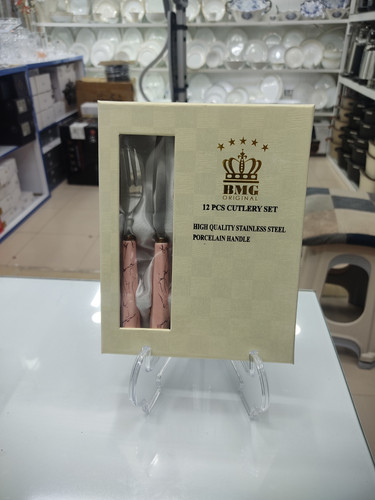 BMG
ORIGINAL
12 PCS CUTLERY SET
HIGH QUALITY STAINLESS STEEL
PORCELAIN HANDLE